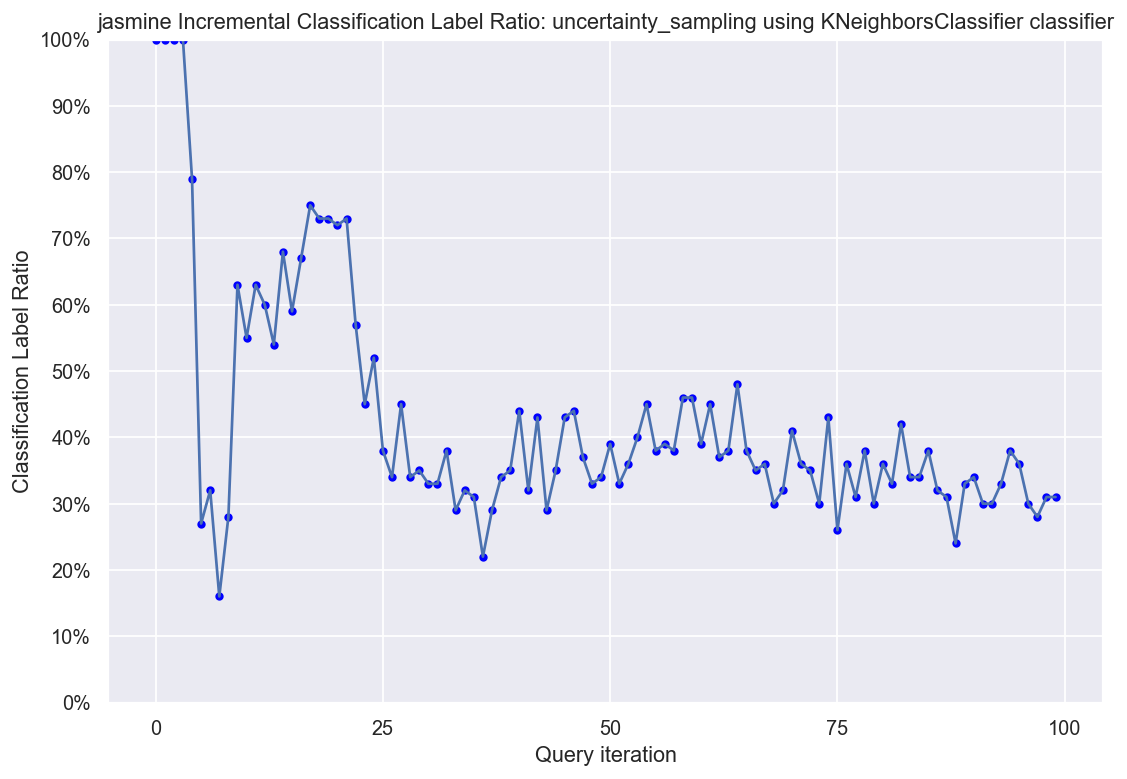 jasmine Incremental Classification Label Ratio: uncertainty_sampling using KNeighborsClassifier classifier
100%
90%
80%
70%
60%
50%
40%
30%
20%
10%
0%
Classification Label Ratio
0 25 50 75 100
Query iteration